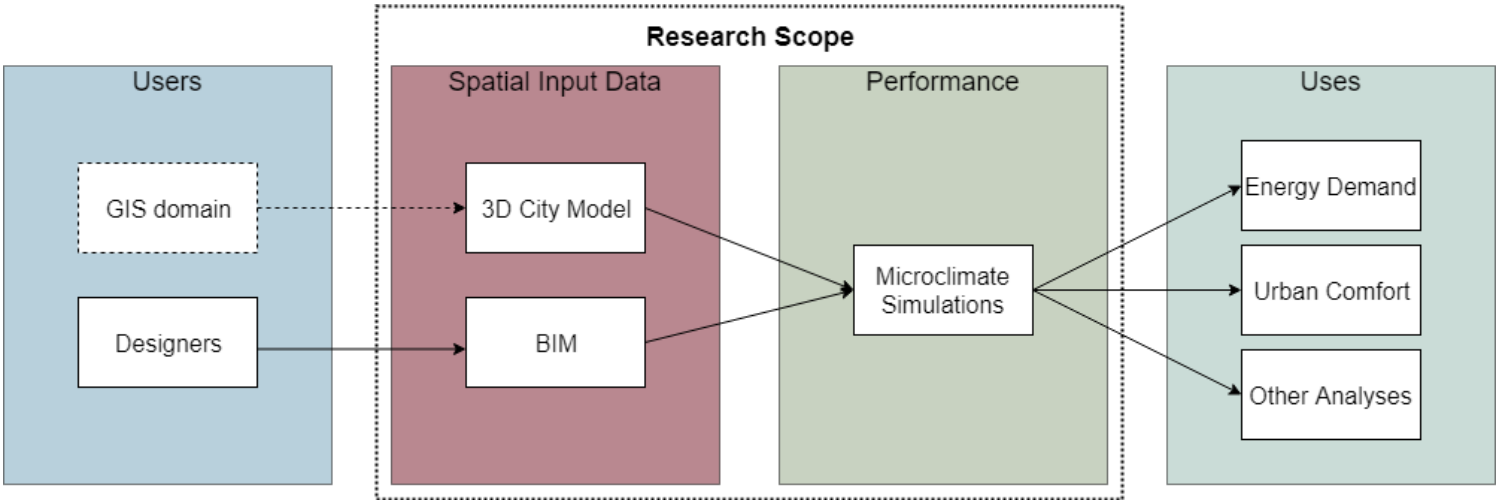 Research Scope
Users
Spatial Input Data
Performance
Uses
GIS domain
3D City Model
Designers
BIM
Microclimate
Simulations
Energy Demand
Urban Comfort
Other Analyses